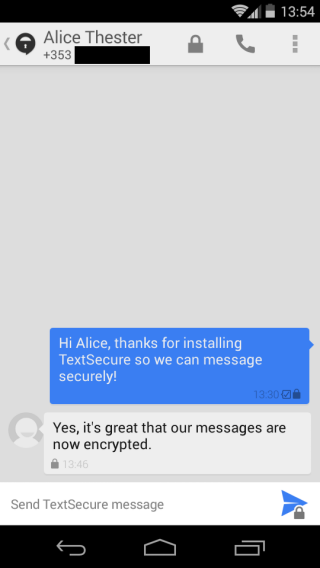 13:54
Alice Thester
+353
Hi Alice, thanks for installing
TextSecure so we can message
securely!
13:30
Yes, it's great that our messages are
now encrypted.
13:46
Send TextSecure message